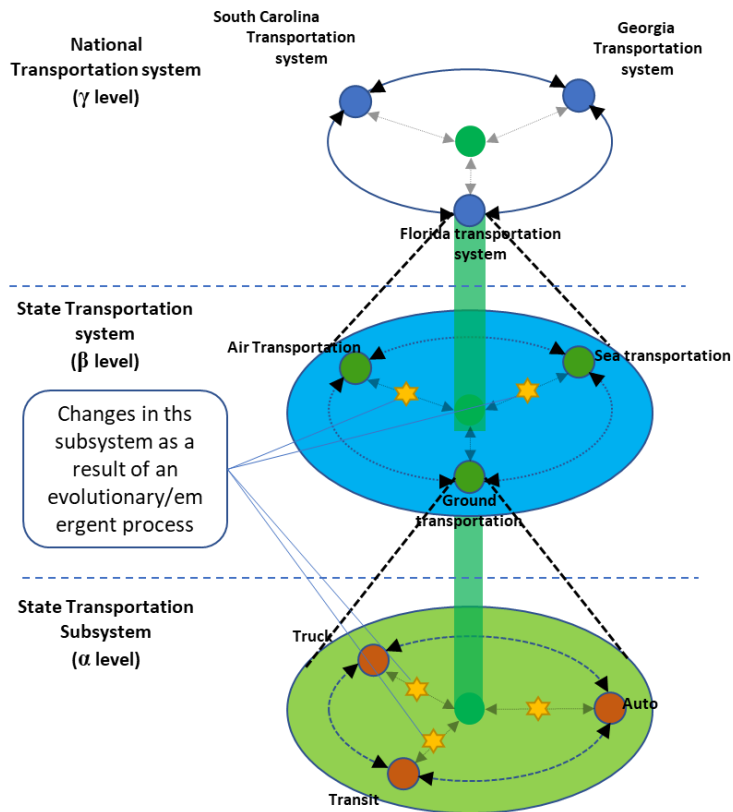 South Carolina
Transportation
system
Georgia
Transportation
system
National
Transportation system
(γ level)
Florida transportation
system
State Transportation
system
(β level)
Air Transportation
Sea transportation
Changes in ths
subsystem as a
result of an
evolutionary/em
ergent process
Ground
transportation
State Transportation
Subsystem
(α level)
Truck
Auto
Transit